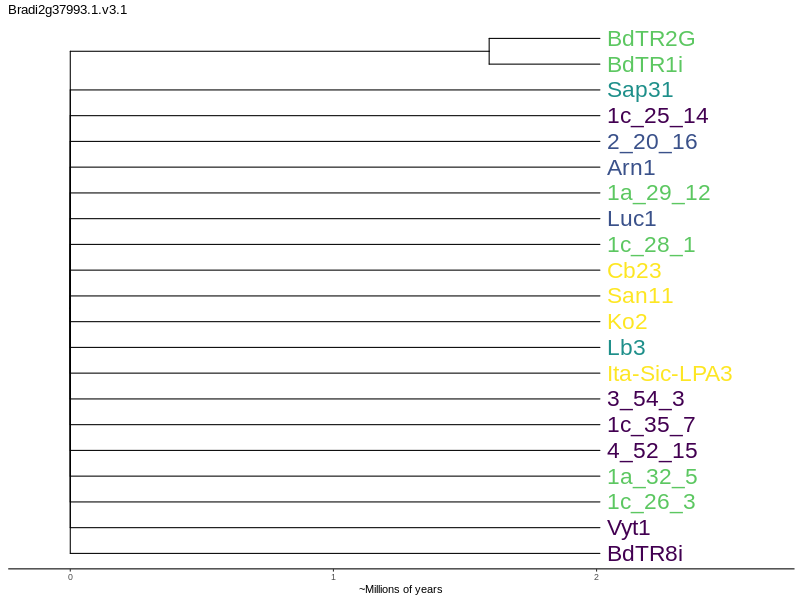 Bradi2g37993.1.v3.1
BdTR2G
BdTR1i
Sap31
1c_25_14
2_20_16
Arn1
1a_29_12
Luc1
1c_28_1
Cb23
San11
Ko2
Lb3
Ita-Sic-LPA3
3_54_3
1c_35_7
4_52_15
1a_32_5
1c_26_3
Vyt1
BdTR8i
0 1 2
~Millions of years